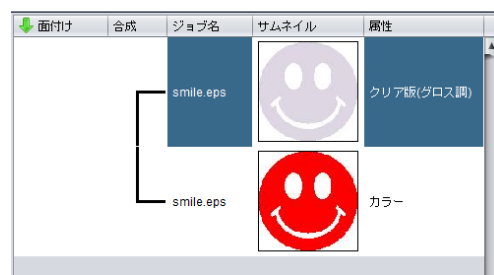 面付け 合成 ジョブ名 サムネイル 属性
smile.eps クリア版(グロス調)
smile.eps カラー